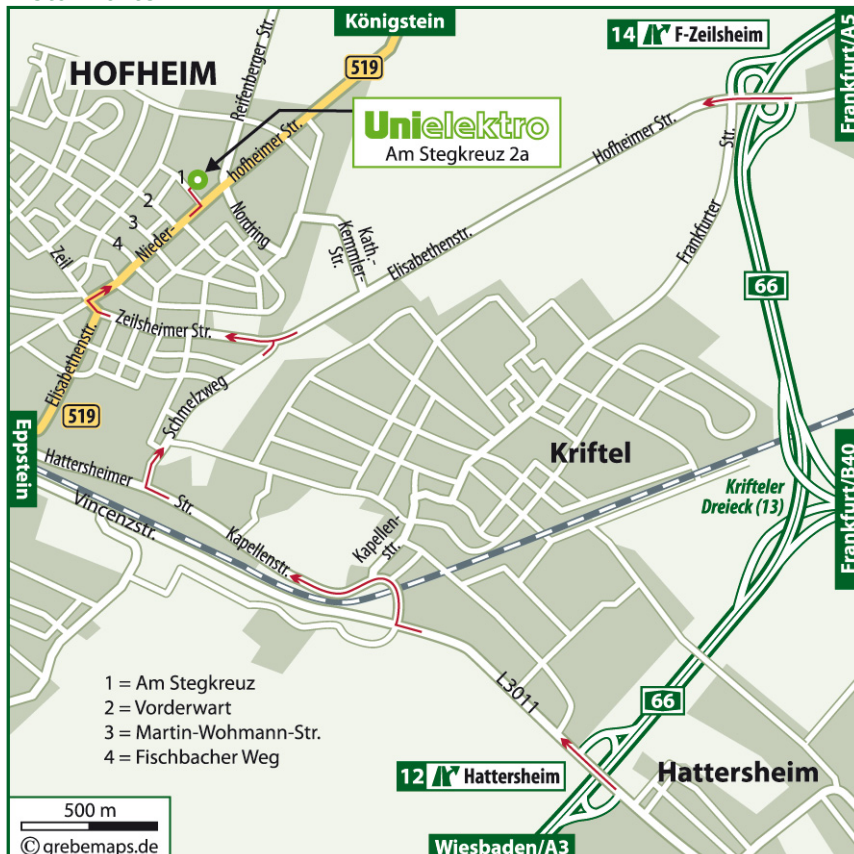 Königstein
14 F-Zeilsheim
Frankfurt/A5
HOFHEIM
Reifenberger Str.
519
Unielektro
Am Stegkreuz 2a
Niederhofheimer Str.
Hofheimer Str.
Frankfurter Str.
1
2
3
4
Zeil
Nordring
Kath.-
Kemmler-
Str.
Elisabethenstr.
66
Zeilsheimer Str.
Elisabethenstr.
519
Schmelzweg
Eppstein
Hattersheimer Str.
Vincenzstr.
Kapellenstr.
Kapellen-
str.
Kriftel
Krifteler
Dreieck (13)
Frankfurt/B40
1 = Am Stegkreuz
2 = Vorderwart
3 = Martin-Wohmann-Str.
4 = Fischbacher Weg
L3011
66
12 Hattersheim
Hattersheim
500 m
© grebemaps.de
Wiesbaden/A3